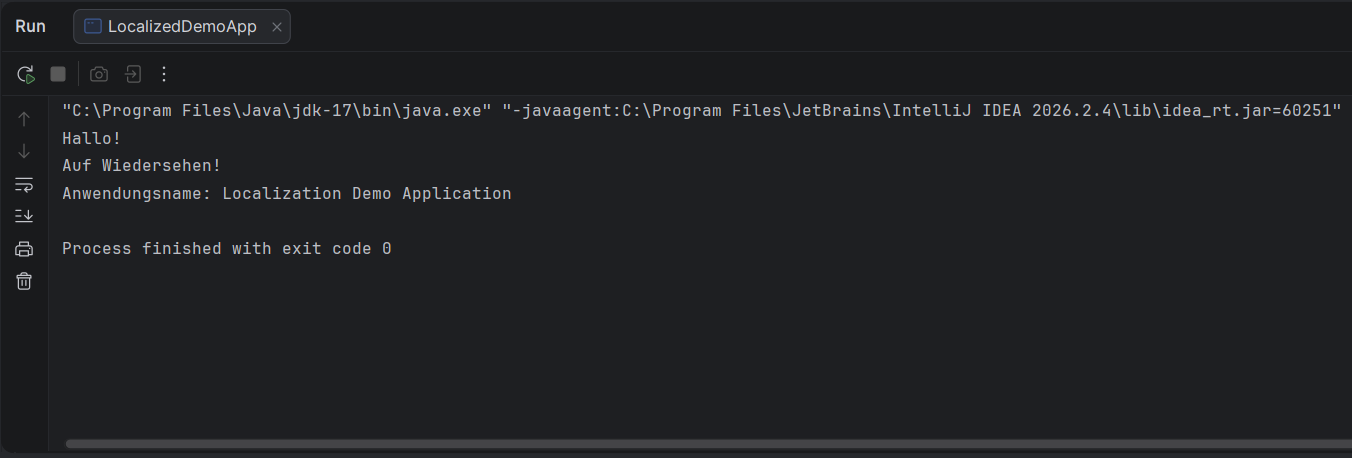 Run LocalizedDemoApp
"C:\Program Files\Java\jdk-17\bin\java.exe" "-javaagent:C:\Program Files\JetBrains\IntelliJ IDEA 2026.2.4\lib\idea_rt.jar=60251"
Hallo!
Auf Wiedersehen!
Anwendungsname: Localization Demo Application
Process finished with exit code 0